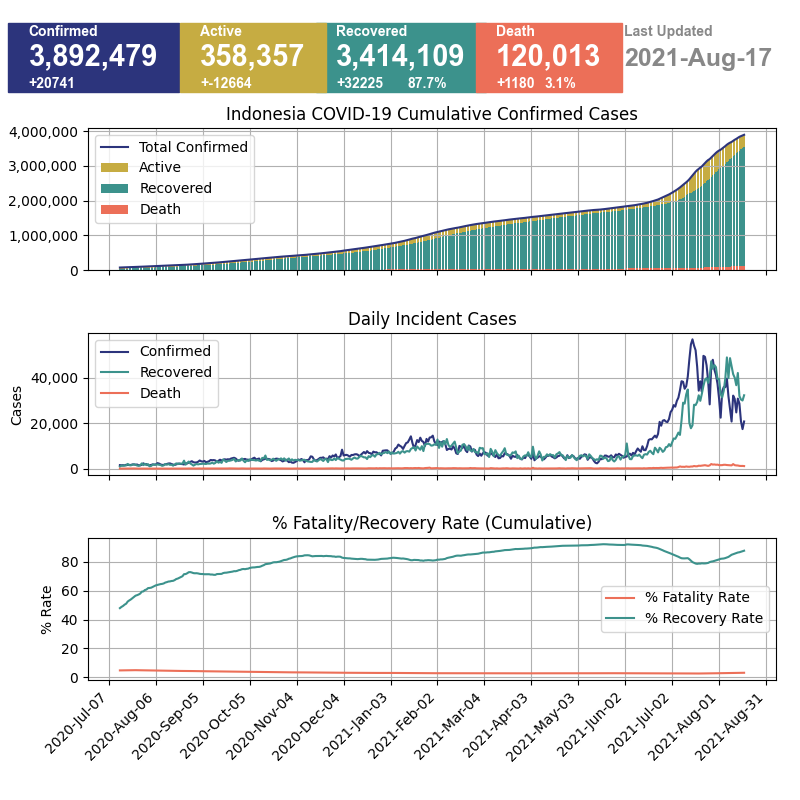 Confirmed
3,892,479
+20741
Active
358,357
+-12664
Recovered
3,414,109
+32225 87.7%
Death
120,013
+1180 3.1%
Last Updated
2021-Aug-17
Indonesia COVID-19 Cumulative Confirmed Cases
4,000,000
3,000,000
2,000,000
1,000,000
0
Total Confirmed
Active
Recovered
Death
Daily Incident Cases
Cases
40,000
20,000
0
Confirmed
Recovered
Death
% Fatality/Recovery Rate (Cumulative)
% Rate
80
60
40
20
0
% Fatality Rate
% Recovery Rate
2020-Jul-07
2020-Aug-06
2020-Sep-05
2020-Oct-05
2020-Nov-04
2020-Dec-04
2021-Jan-03
2021-Feb-02
2021-Mar-04
2021-Apr-03
2021-May-03
2021-Jun-02
2021-Jul-02
2021-Aug-01
2021-Aug-31